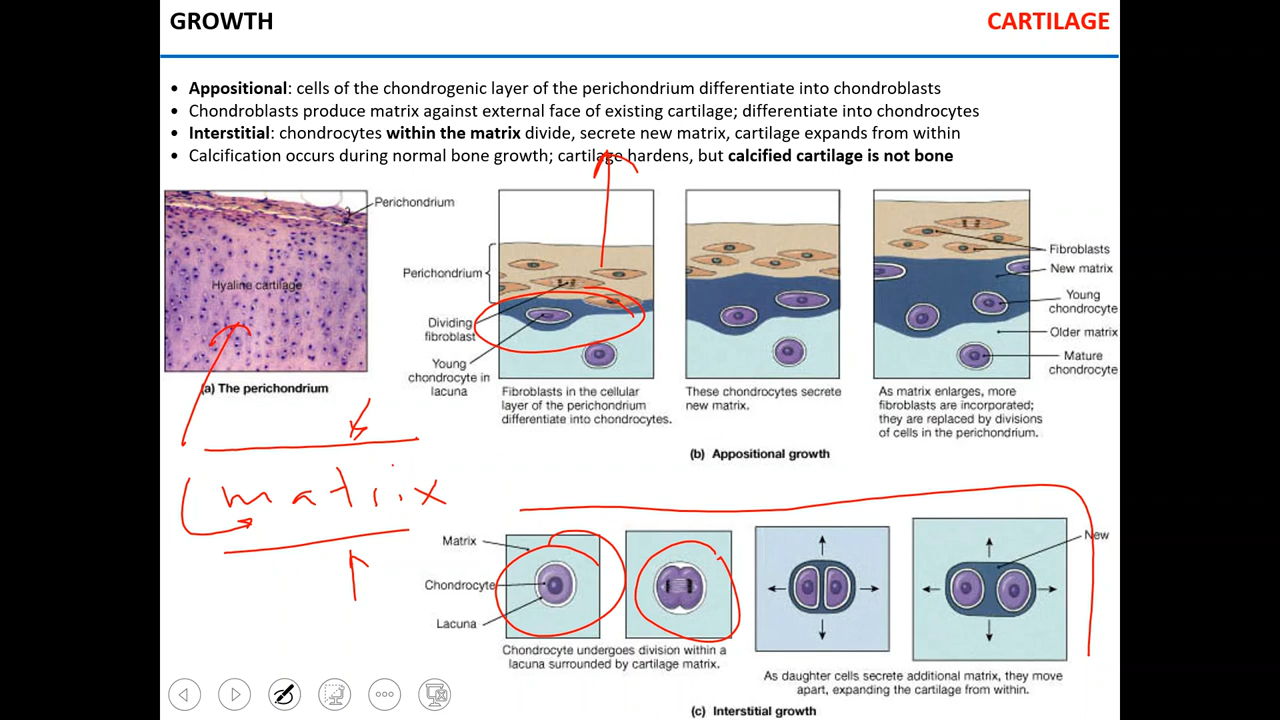 GROWTH
CARTILAGE
• Appositional: cells of the chondrogenic layer of the perichondrium differentiate into chondroblasts
• Chondroblasts produce matrix against external face of existing cartilage; differentiate into chondrocytes
• Interstitial: chondrocytes within the matrix divide, secrete new matrix, cartilage expands from within
• Calcification occurs during normal bone growth; cartilage hardens, but calcified cartilage is not bone
Perichondrium
Hyaline cartilage
(a) The perichondrium
Perichondrium
Dividing
fibroblast
Young
chondrocyte in
lacuna
Fibroblasts in the cellular
layer of the perichondrium
differentiate into chondrocytes.
These chondrocytes secrete
new matrix.
Fibroblasts
New matrix
Young
chondrocyte
Older matrix
Mature
chondrocyte
As matrix enlarges, more
fibroblasts are incorporated;
they are replaced by divisions
of cells in the perichondrium.
(b) Appositional growth
matrix
Matrix
Chondrocyte
Lacuna
Chondrocyte undergoes division within a
lacuna surrounded by cartilage matrix.
New
As daughter cells secrete additional matrix, they move
apart, expanding the cartilage from within.
(c) Interstitial growth